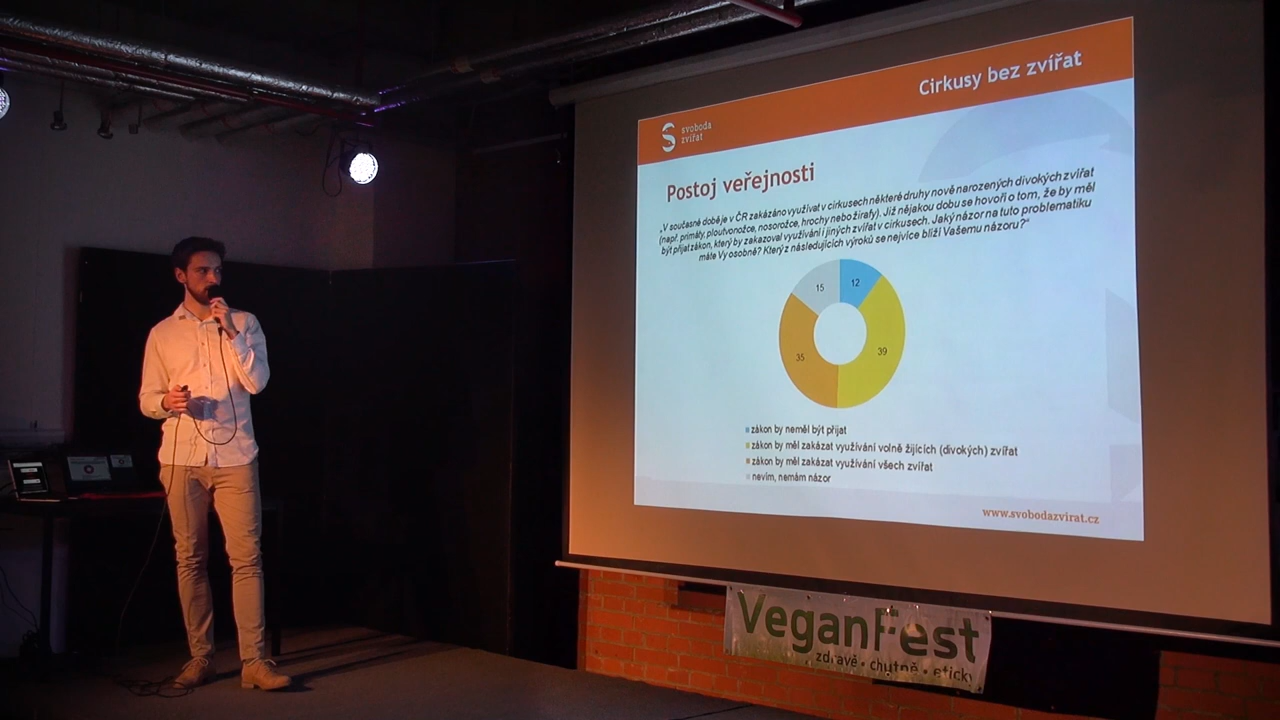 Cirkusy bez zvířat
svoboda
zvířat
Postoj veřejnosti
„V současné době je v ČR zakázáno využívat v cirkusech některé druhy nově narozených divokých zvířat
(např. primáty, ploutvonožce, nosorožce, hrochy nebo žirafy). Již nějakou dobu se hovoří o tom, že by měl
být přijat zákon, který by zakazoval využívání i jiných zvířat v cirkusech. Jaký názor na tuto problematiku
máte Vy osobně? Který z následujících výroků se nejvíce blíží Vašemu názoru?"
15
12
35
39
zákon by neměl být přijat
zákon by měl zakázat využívání volně žijících (divokých) zvířat
zákon by měl zakázat využívání všech zvířat
nevím, nemám názor
www.svobodazvirat.cz
VeganFest
zdravě • chutně • eticky